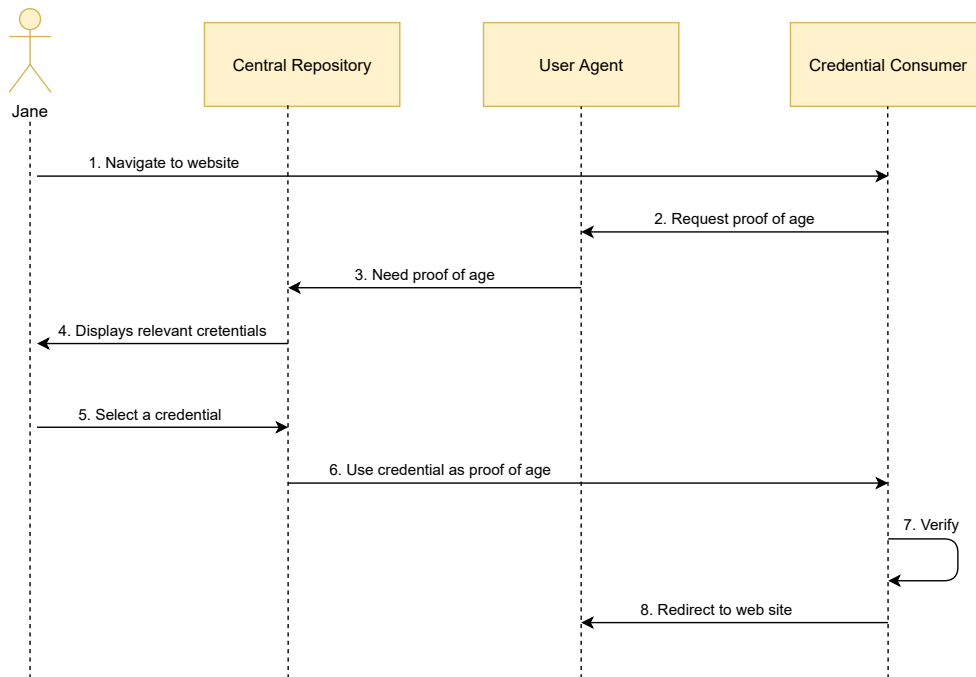 Jane
Central Repository
User Agent
Credential Consumer
1. Navigate to website
2. Request proof of age
3. Need proof of age
4. Displays relevant cretentials
5. Select a credential
6. Use credential as proof of age
7. Verify
8. Redirect to web site